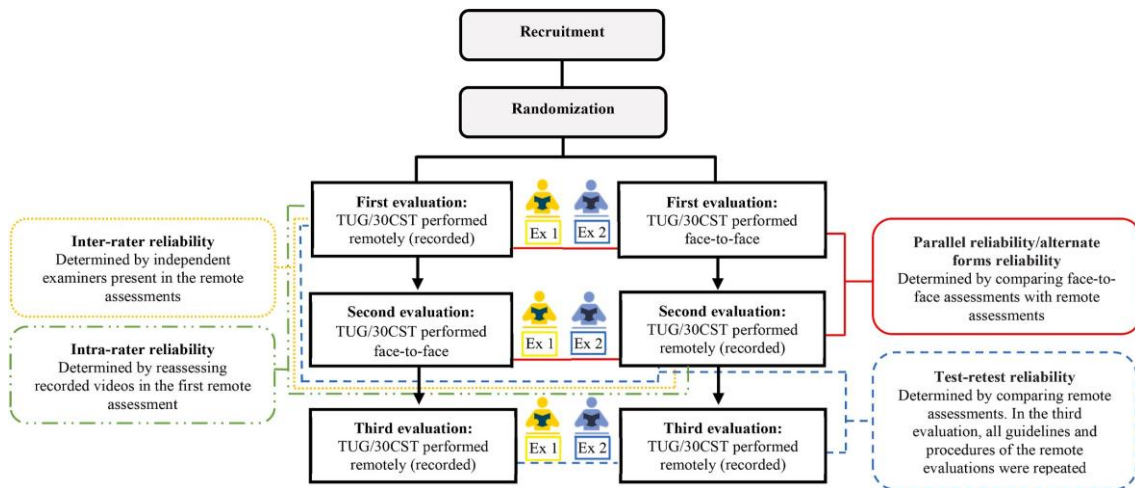 Recruitment
Randomization
First evaluation:
TUG/30CST performed
remotely (recorded)
Ex 1
Ex 2
First evaluation:
TUG/30CST performed
face-to-face
Inter-rater reliability
Determined by independent
examiners present in the remote
assessments
Parallel reliability/alternate
forms reliability
Determined by comparing face-to-
face assessments with remote
assessments
Second evaluation:
TUG/30CST performed
face-to-face
Ex 1
Ex 2
Second evaluation:
TUG/30CST performed
remotely (recorded)
Intra-rater reliability
Determined by reassessing
recorded videos in the first remote
assessment
Test-retest reliability
Determined by comparing remote
assessments. In the third
evaluation, all guidelines and
procedures of the remote
evaluations were repeated
Third evaluation:
TUG/30CST performed
remotely (recorded)
Ex 1
Ex 2
Third evaluation:
TUG/30CST performed
remotely (recorded)